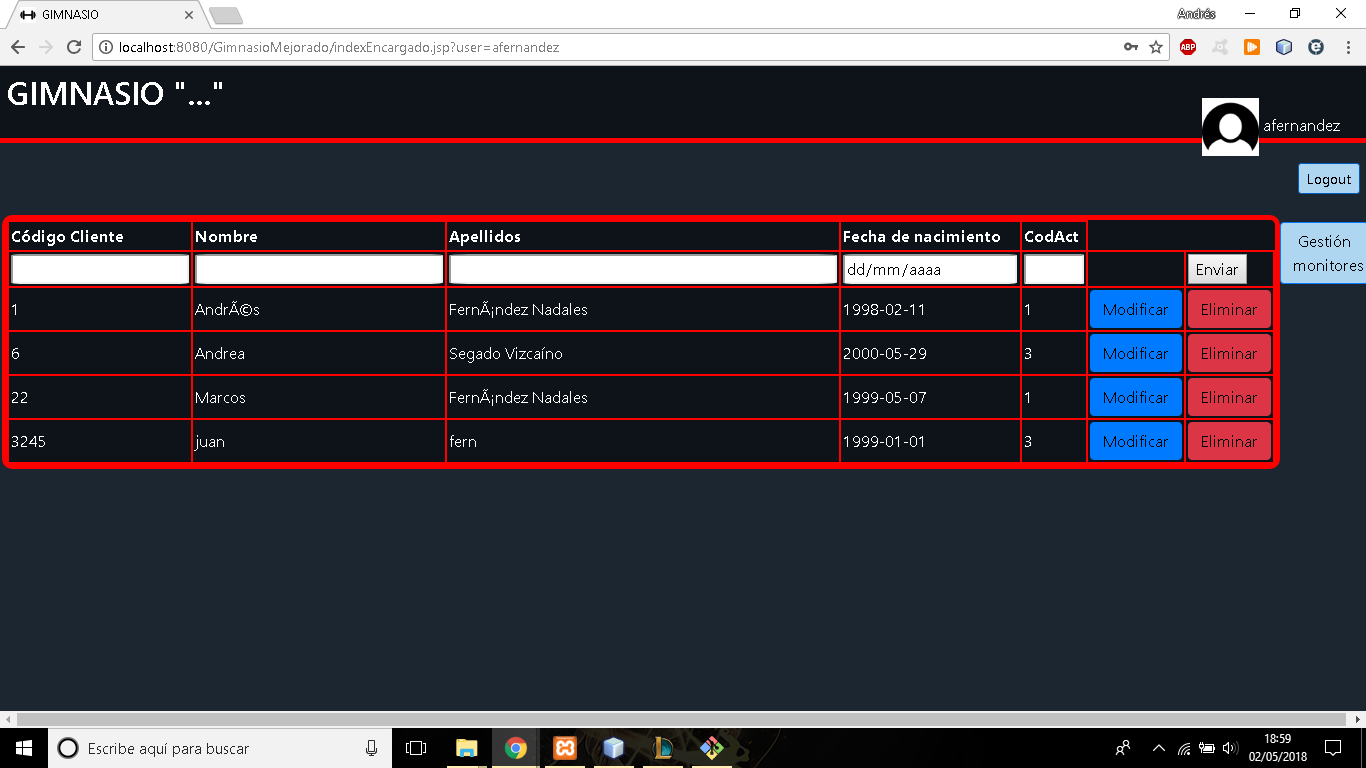 GIMNASIO
Andrés
localhost:8080/GimnasioMejorado/indexEncargado.jsp?user=afernandez
ABP
GIMNASIO "..."
afernandez
Logout
Código Cliente Nombre Apellidos Fecha de nacimiento CodAct
dd/mm/aaaa Enviar
Gestión
monitores
1 AndrÃ©s FernÃ¡ndez Nadales 1998-02-11 1 Modificar Eliminar
6 Andrea Segado Vizcaíno 2000-05-29 3 Modificar Eliminar
22 Marcos FernÃ¡ndez Nadales 1999-05-07 1 Modificar Eliminar
3245 juan fern 1999-01-01 3 Modificar Eliminar
Escribe aquí para buscar
18:59
02/05/2018